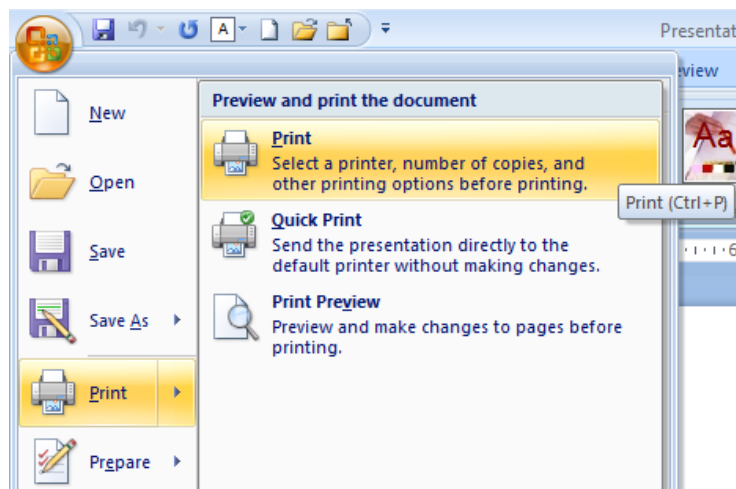 A
Presentat
view
New
Open
Save
Save As
Print
Prepare
Preview and print the document
Print
Select a printer, number of copies, and
other printing options before printing.
Quick Print
Send the presentation directly to the
default printer without making changes.
Print Preview
Preview and make changes to pages before
printing.
Aa
Print (Ctrl+P)
6